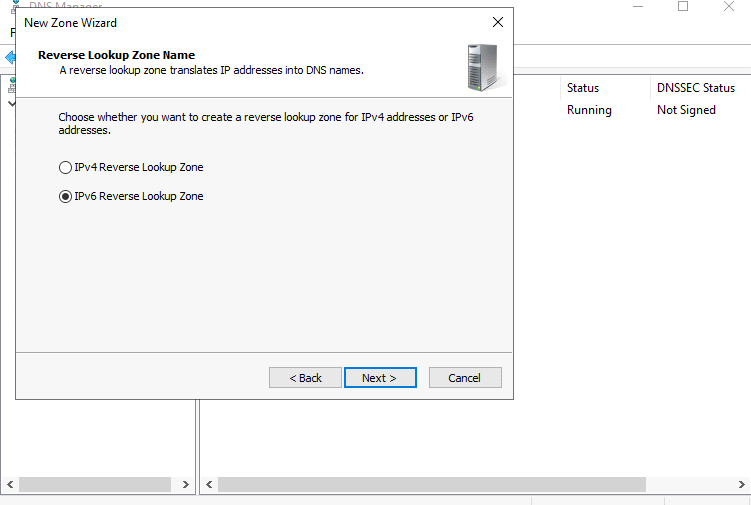 DNS Manager
New Zone Wizard
Reverse Lookup Zone Name
A reverse lookup zone translates IP addresses into DNS names.
Status
DNSSEC Status
Running
Not Signed
Choose whether you want to create a reverse lookup zone for IPv4 addresses or IPv6
addresses.
IPv4 Reverse Lookup Zone
IPv6 Reverse Lookup Zone
< Back
Next >
Cancel